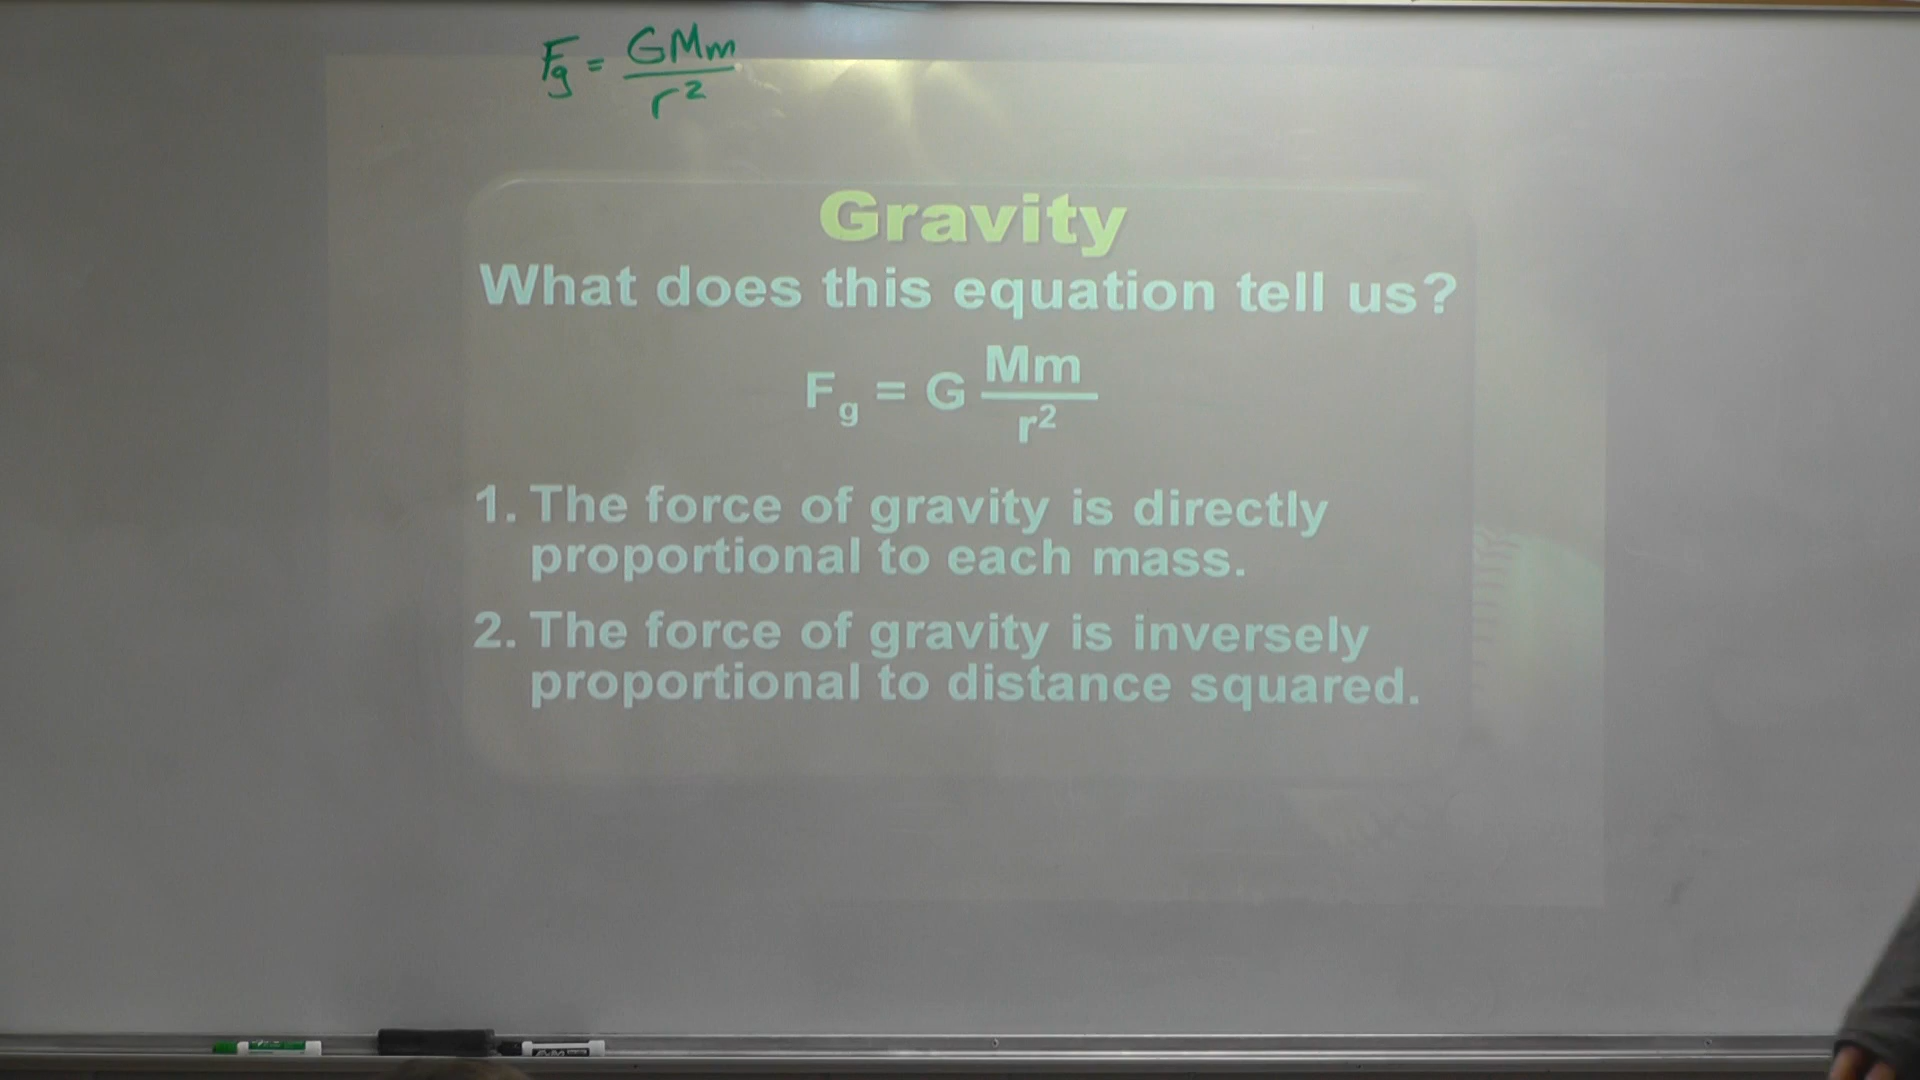 Fg = GMm
r²
Gravity
What does this equation tell us?
Fg = G Mm
r²
1. The force of gravity is directly
proportional to each mass.
2. The force of gravity is inversely
proportional to distance squared.